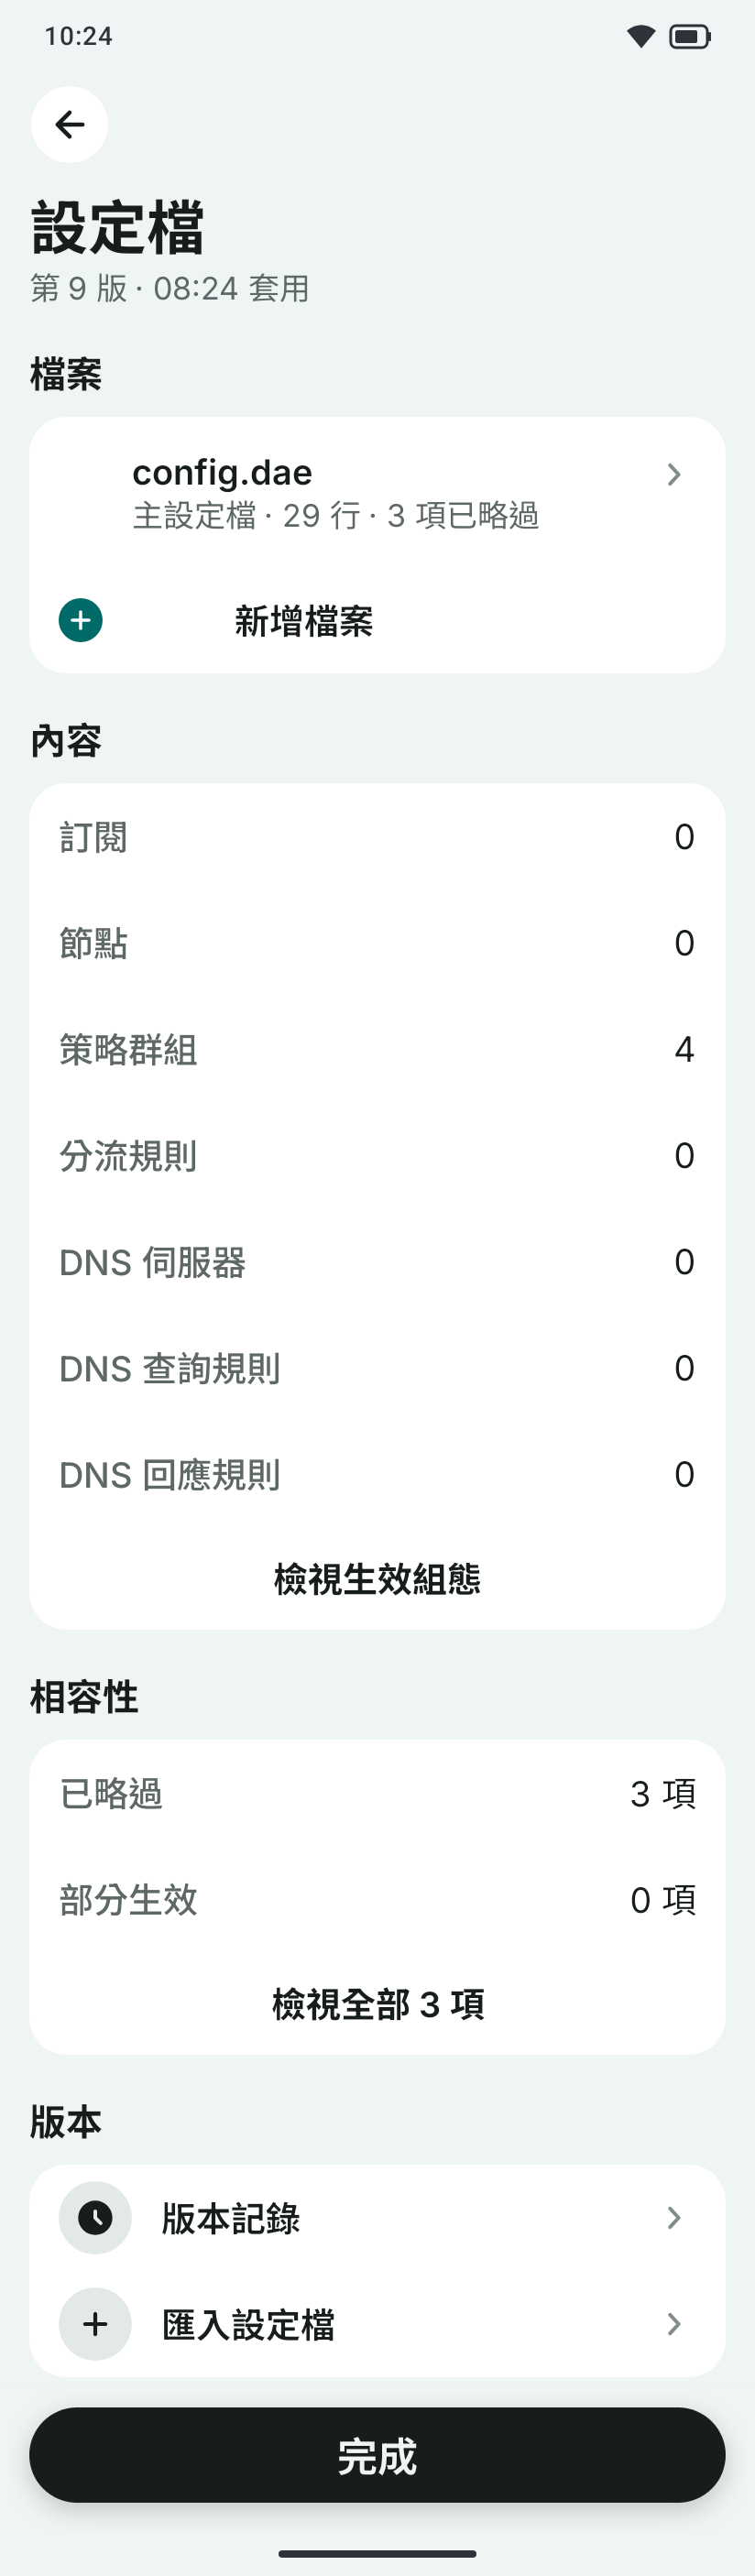 10:24
設定檔
第 9 版 · 08:24 套用
檔案
config.dae
主設定檔 · 29 行 · 3 項已略過
新增檔案
內容
訂閱 0
節點 0
策略群組 4
分流規則 0
DNS 伺服器 0
DNS 查詢規則 0
DNS 回應規則 0
檢視生效組態
相容性
已略過 3 項
部分生效 0 項
檢視全部 3 項
版本
版本記錄
匯入設定檔
完成